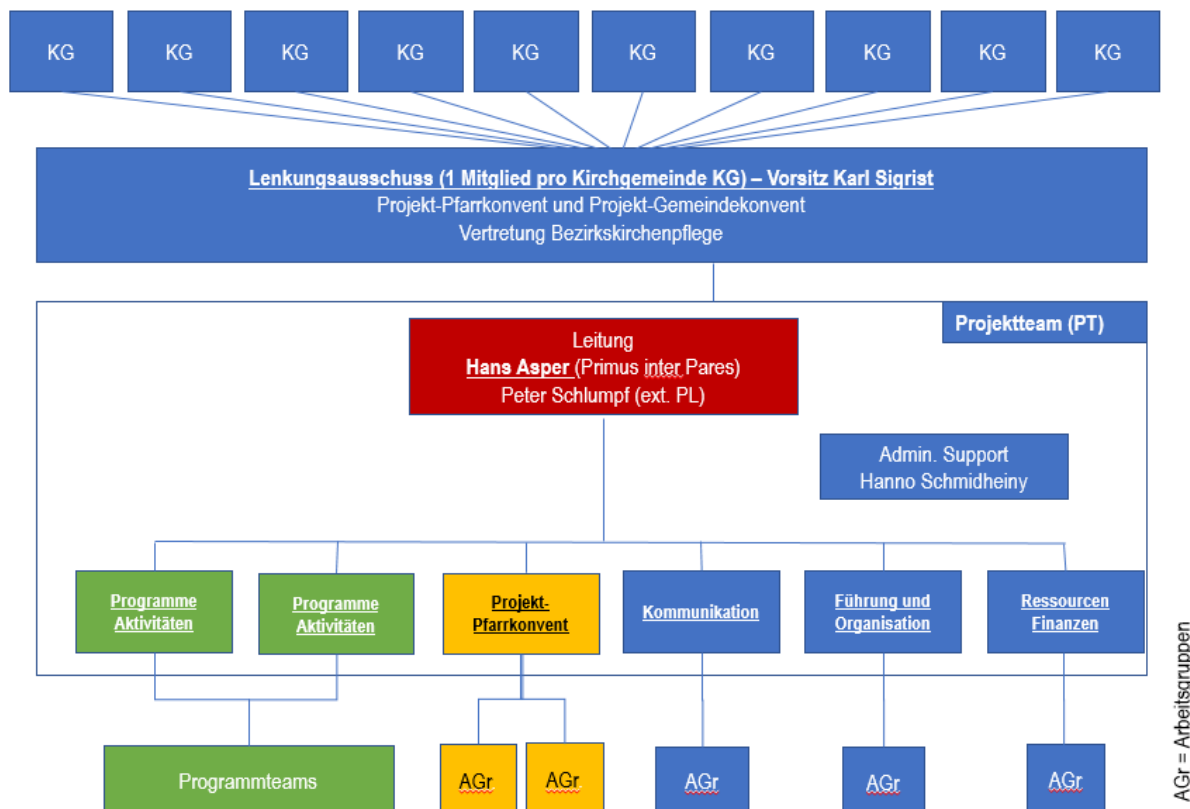 KG
KG
KG
KG
KG
KG
KG
KG
KG
KG
Lenkungsausschuss (1 Mitglied pro Kirchgemeinde KG) – Vorsitz Karl Sigrist
Projekt-Pfarrkonvent und Projekt-Gemeindekonvent
Vertretung Bezirkskirchenpflege
Projektteam (PT)
Leitung
Hans Asper (Primus inter Pares)
Peter Schlumpf (ext. PL)
Admin. Support
Hanno Schmidheiny
Programme
Aktivitäten
Programme
Aktivitäten
Projekt-
Pfarrkonvent
Kommunikation
Führung und
Organisation
Ressourcen
Finanzen
Programmteams
AGr
AGr
AGr
AGr
AGr
AGr = Arbeitsgruppen